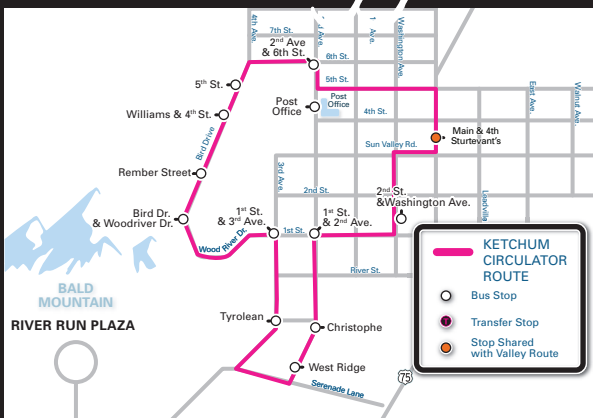 4th Ave.
7th St.
2nd Ave
& 6th St.
1 Ave.
Washington Ave.
6th St.
5th St.
5th St.
Post
Office
Post
Office
4th St.
East Ave.
Walnut Ave.
Williams & 4th St.
Bird Drive
Main & 4th
Sturtevant's
Sun Valley Rd.
Rember Street
3rd Ave.
2nd St.
2nd St.
&Washington Ave.
Bird Dr.
& Woodriver Dr.
1st St.
& 3rd Ave.
1st St.
& 2nd Ave.
Wood River Dr.
1st St.
River St.
BALD
MOUNTAIN
RIVER RUN PLAZA
Tyrolean
Christophe
West Ridge
Serenade Lane
75
KETCHUM
CIRCULATOR
ROUTE
Bus Stop
Transfer Stop
Stop Shared
with Valley Route